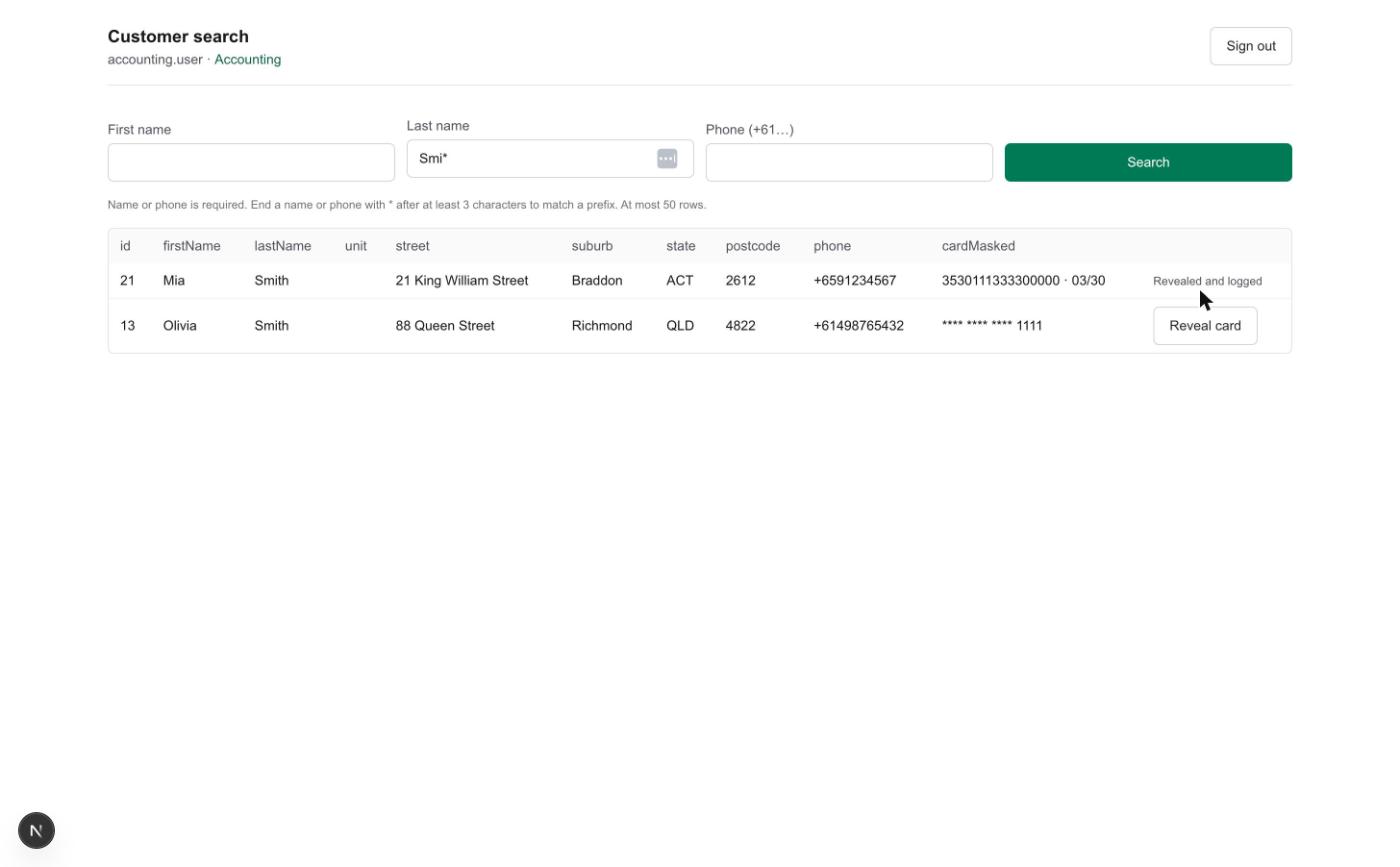 Customer search
accounting.user · Accounting
Sign out
First name
Last name
Phone (+61…)
Smi*
Search
Name or phone is required. End a name or phone with * after at least 3 characters to match a prefix. At most 50 rows.
id firstName lastName unit street suburb state postcode phone cardMasked
21 Mia Smith 21 King William Street Braddon ACT 2612 +6591234567 3530111333300000 · 03/30 Revealed and logged
13 Olivia Smith 88 Queen Street Richmond QLD 4822 +61498765432 **** **** **** 1111 Reveal card
N